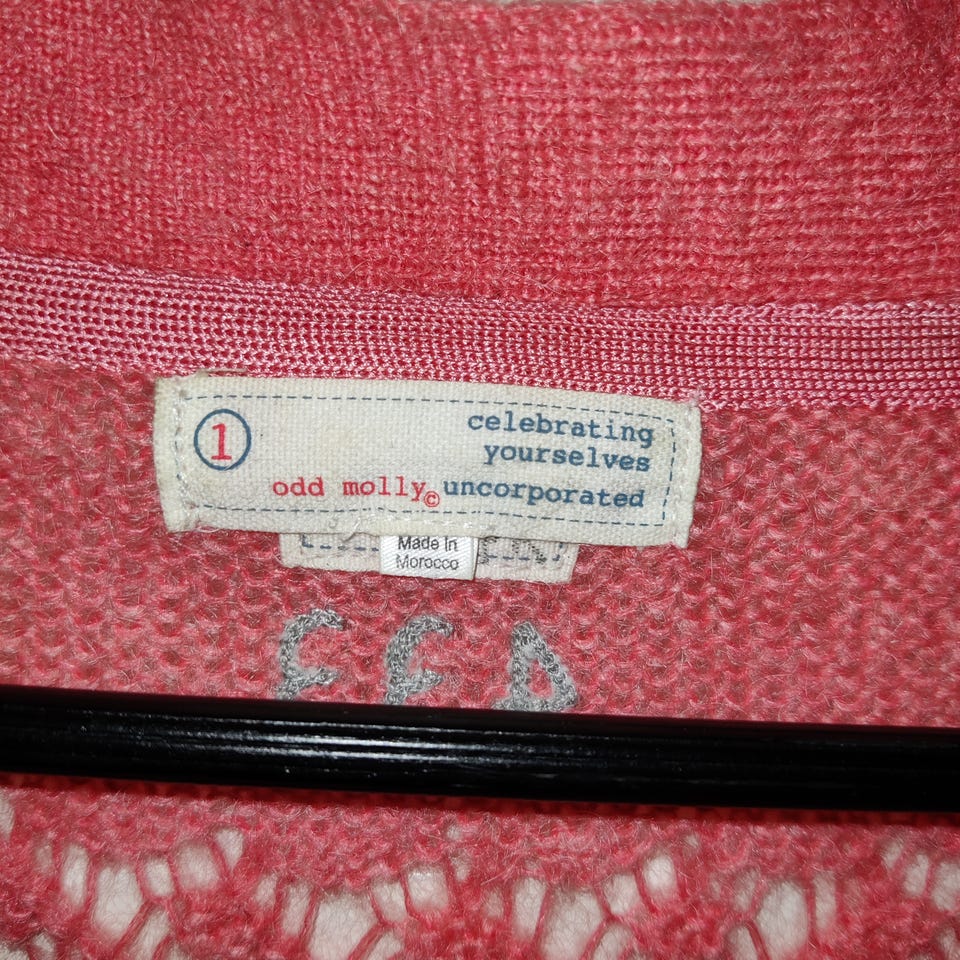 1
celebrating
yourselves
odd molly© uncorporated
Made In
Morocco